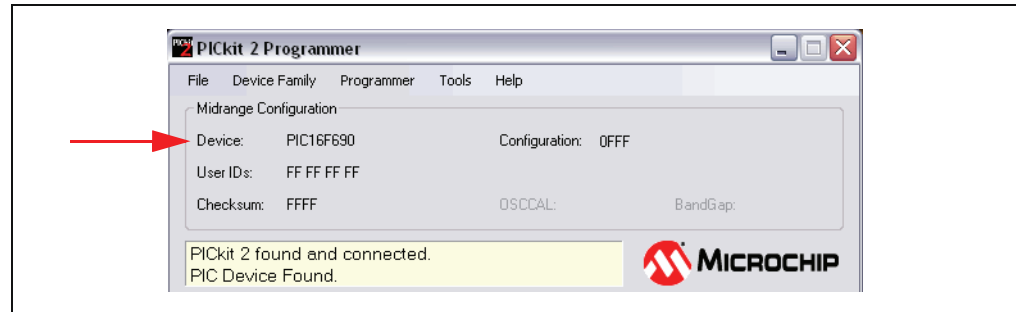 PICkit 2 Programmer
File Device Family Programmer Tools Help
Midrange Configuration
Device: PIC16F690 Configuration: 0FFF
User IDs: FF FF FF FF
Checksum: FFFF OSCCAL: BandGap:
PICkit 2 found and connected.
PIC Device Found.
MICROCHIP